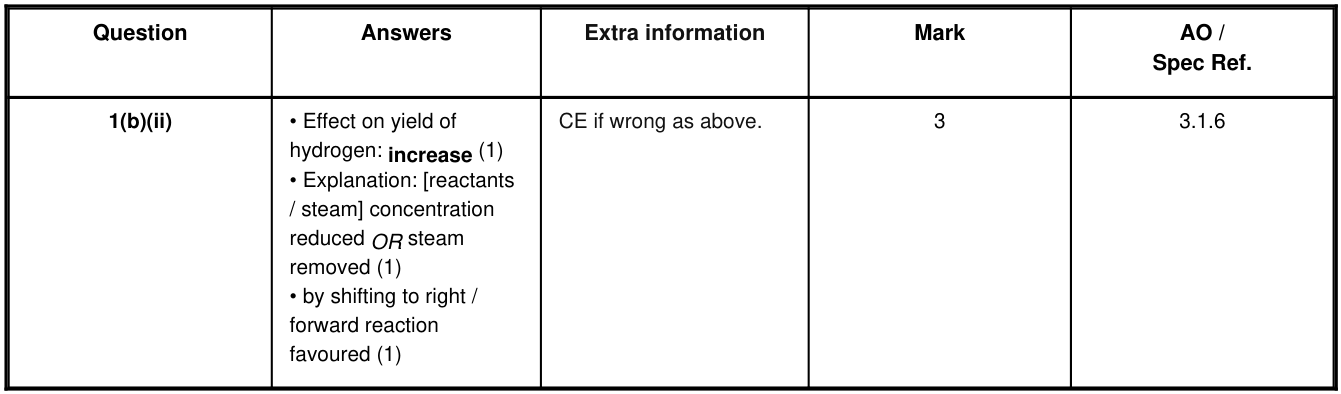 Question
Answers
Extra information
Mark
AO /
Spec Ref.
1(b)(ii)
• Effect on yield of
hydrogen: increase (1)
• Explanation: [reactants
/ steam] concentration
reduced OR steam
removed (1)
• by shifting to right /
forward reaction
favoured (1)
CE if wrong as above.
3
3.1.6